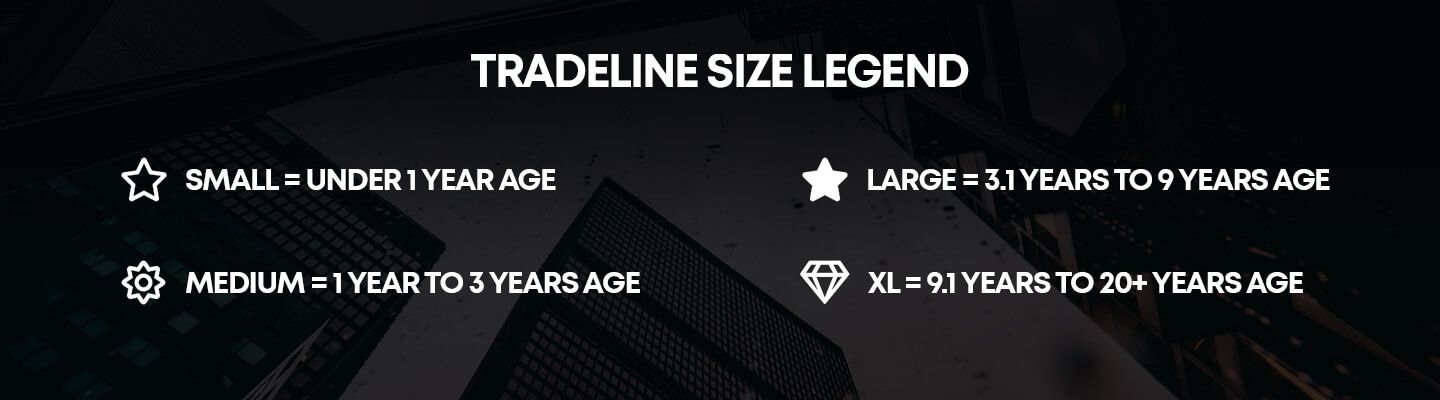 TRADELINE SIZE LEGEND
SMALL = UNDER 1 YEAR AGE
MEDIUM = 1 YEAR TO 3 YEARS AGE
LARGE = 3.1 YEARS TO 9 YEARS AGE
XL = 9.1 YEARS TO 20+ YEARS AGE